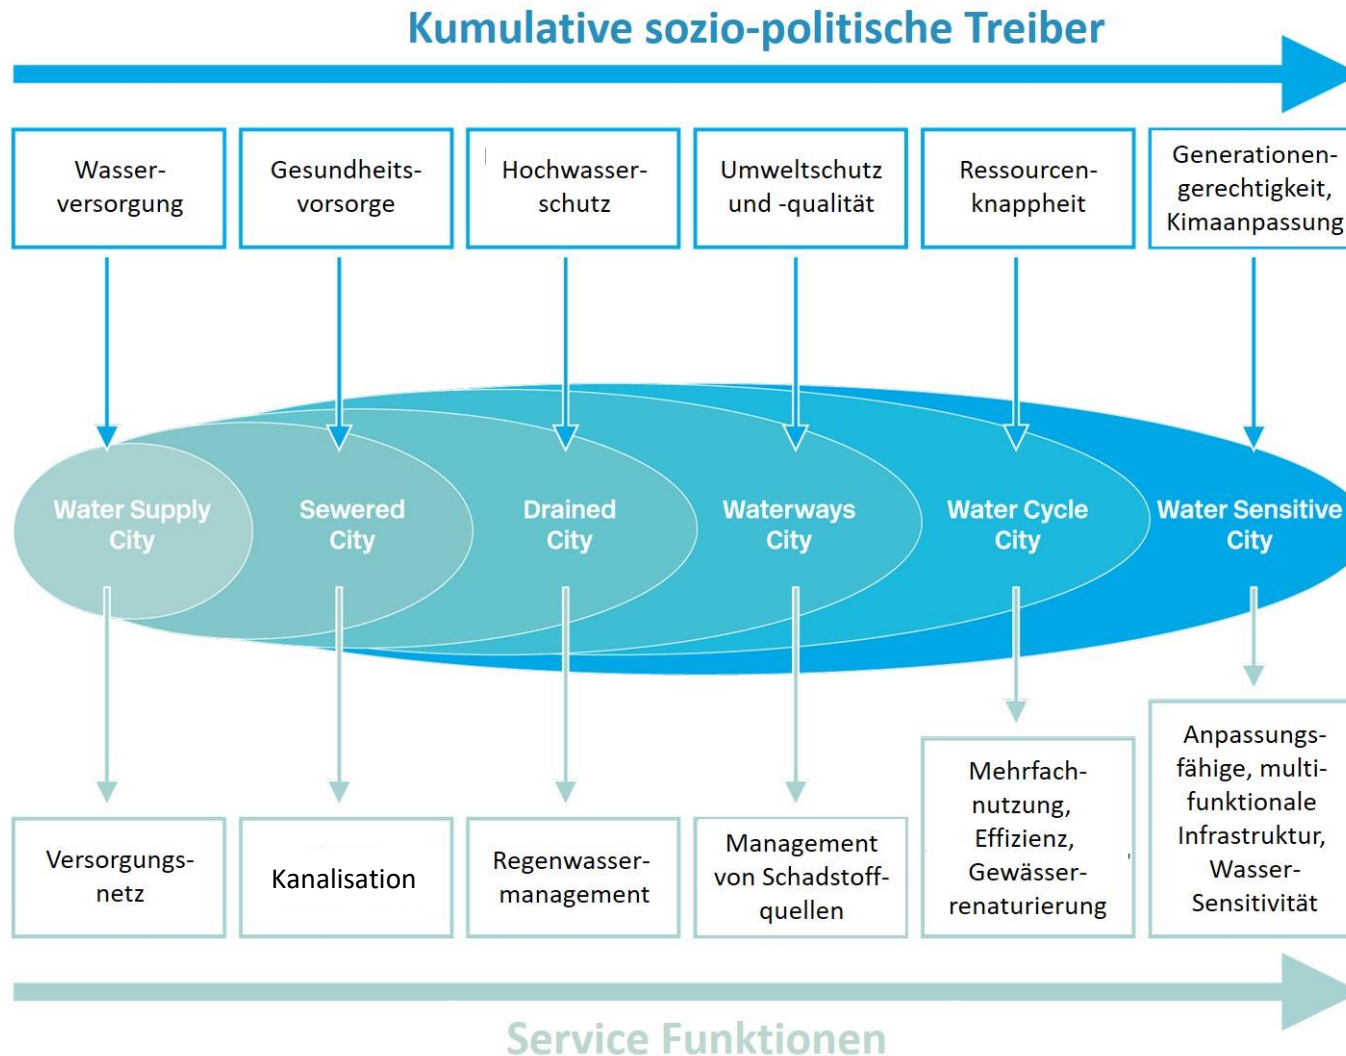 Kumulative sozio-politische Treiber
Wasser-
versorgung
Gesundheits-
vorsorge
Hochwasser-
schutz
Umweltschutz
und -qualität
Ressourcen-
knappheit
Generationen-
gerechtigkeit,
Kimaanpassung
Water Supply
City
Sewered
City
Drained
City
Waterways
City
Water Cycle
City
Water Sensitive
City
Versorgungs-
netz
Kanalisation
Regenwasser-
management
Management
von Schadstoff-
quellen
Mehrfach-
nutzung,
Effizienz,
Gewässer-
renaturierung
Anpassungs-
fähige, multi-
funktionale
Infrastruktur,
Wasser-
Sensitivität
Service Funktionen